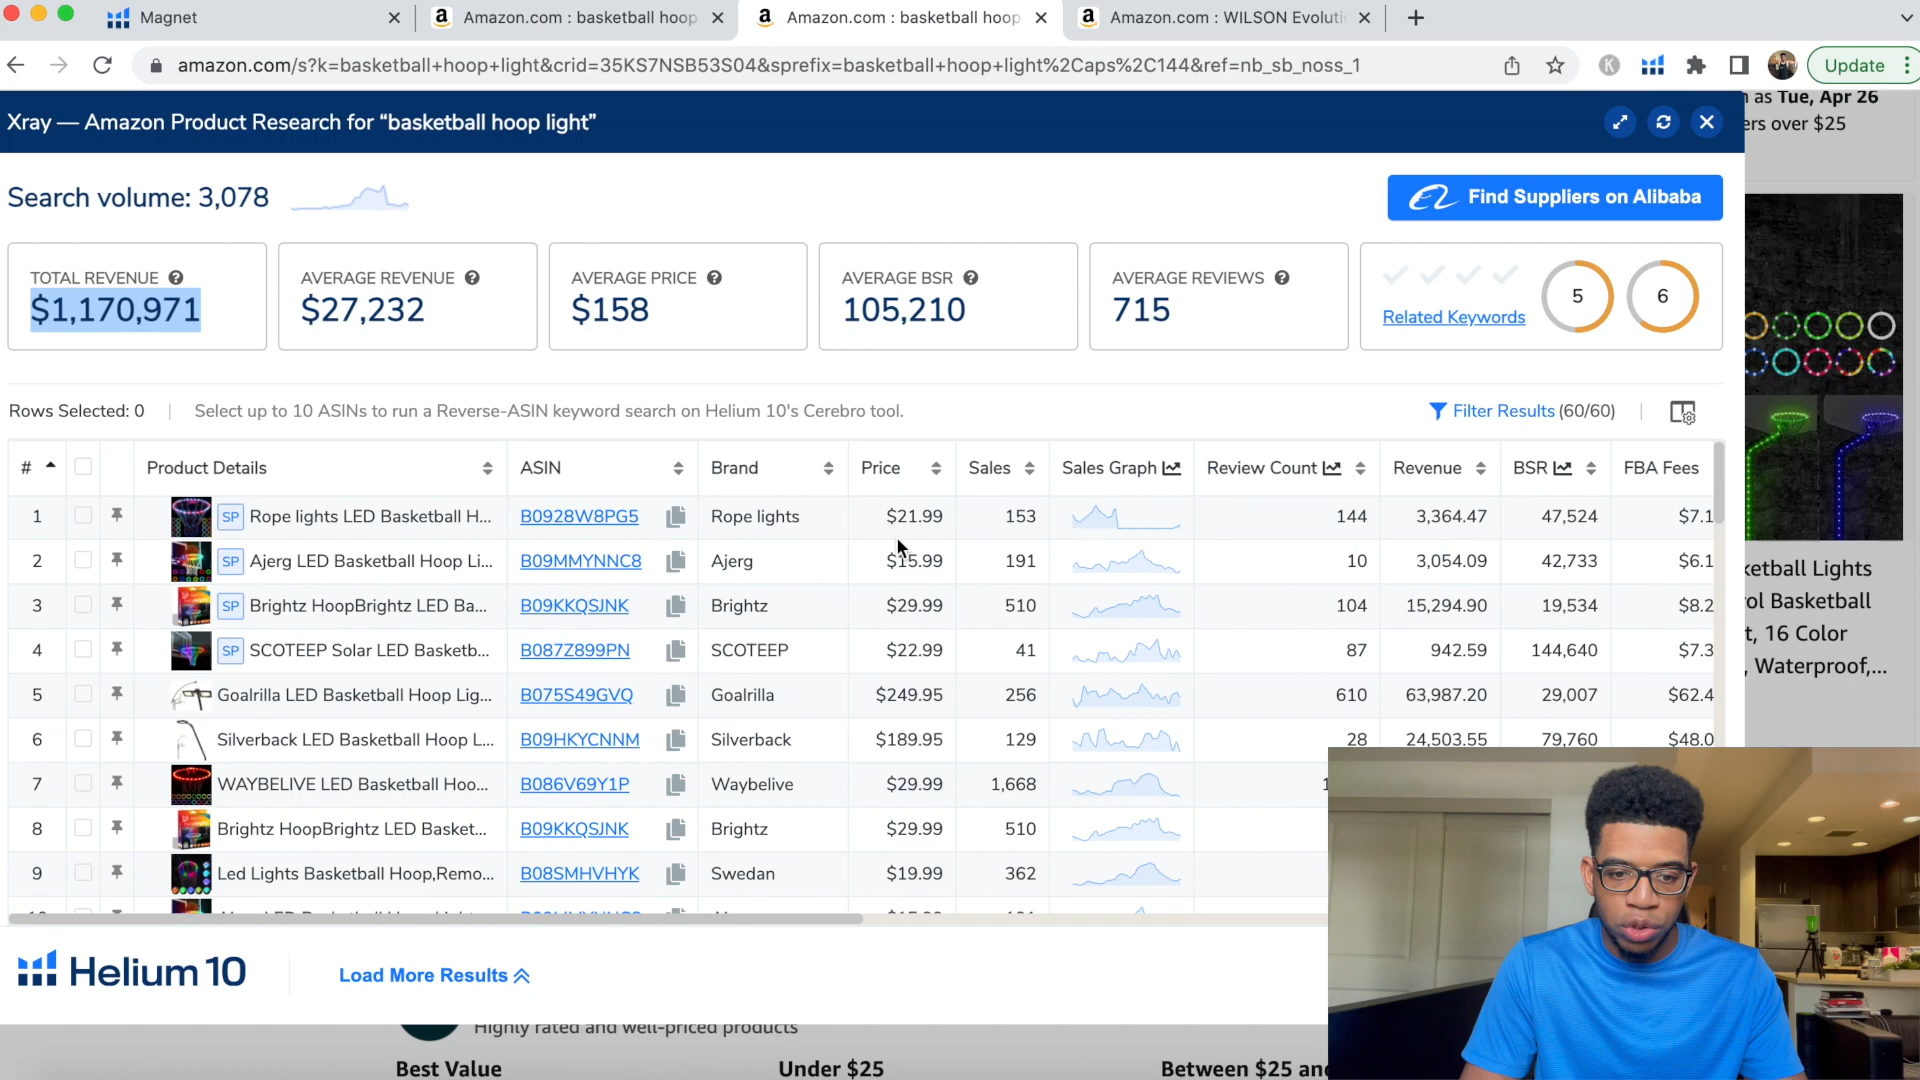 Magnet
Amazon.com : basketball hoop
Amazon.com : basketball hoop
Amazon.com : WILSON Evoluti
amazon.com/s?k=basketball+hoop+light&crid=35KS7NSB53S04&sprefix=basketball+hoop+light%2Caps%2C144&ref=nb_sb_noss_1
K
Update
as Tue, Apr 26
ers over $25
Xray — Amazon Product Research for “basketball hoop light”
Search volume: 3,078
Find Suppliers on Alibaba
TOTAL REVENUE ?
$1,170,971
AVERAGE REVENUE ?
$27,232
AVERAGE PRICE ?
$158
AVERAGE BSR ?
105,210
AVERAGE REVIEWS ?
715
Related Keywords
5
6
Rows Selected: 0 | Select up to 10 ASINs to run a Reverse-ASIN keyword search on Helium 10's Cerebro tool.
Filter Results (60/60)
# Product Details ASIN Brand Price Sales Sales Graph Review Count Revenue BSR FBA Fees
1 SP Rope lights LED Basketball H... B0928W8PG5 Rope lights $21.99 153 144 3,364.47 47,524 $7.1
2 SP Ajerg LED Basketball Hoop Li... B09MMYNNC8 Ajerg $15.99 191 10 3,054.09 42,733 $6.1
3 SP Brightz HoopBrightz LED Ba... B09KKQSJNK Brightz $29.99 510 104 15,294.90 19,534 $8.2
4 SP SCOTEEP Solar LED Basketb... B087Z899PN SCOTEEP $22.99 41 87 942.59 144,640 $7.3
5 Goalrilla LED Basketball Hoop Lig... B075S49GVQ Goalrilla $249.95 256 610 63,987.20 29,007 $62.4
6 Silverback LED Basketball Hoop L... B09HKYCNNM Silverback $189.95 129 28 24,503.55 79,760 $48.0
7 WAYBELIVE LED Basketball Hoo... B086V69Y1P Waybelive $29.99 1,668
8 Brightz HoopBrightz LED Basket... B09KKQSJNK Brightz $29.99 510
9 Led Lights Basketball Hoop,Remo... B08SMHVHYK Swedan $19.99 362
ketball Lights
ol Basketball
t, 16 Color
, Waterproof,...
Helium 10
Load More Results
Highly rated and well-priced products
Best Value
Under $25
Between $25 an